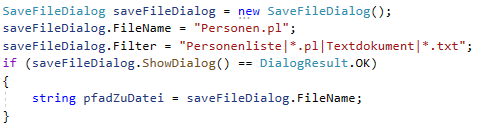 SaveFileDialog saveFileDialog = new SaveFileDialog();
saveFileDialog.FileName = "Personen.pl";
saveFileDialog.Filter = "Personenliste|*.pl|Textdokument|*.txt";
if (saveFileDialog.ShowDialog() == DialogResult.OK)
{
    string pfadZuDatei = saveFileDialog.FileName;
}